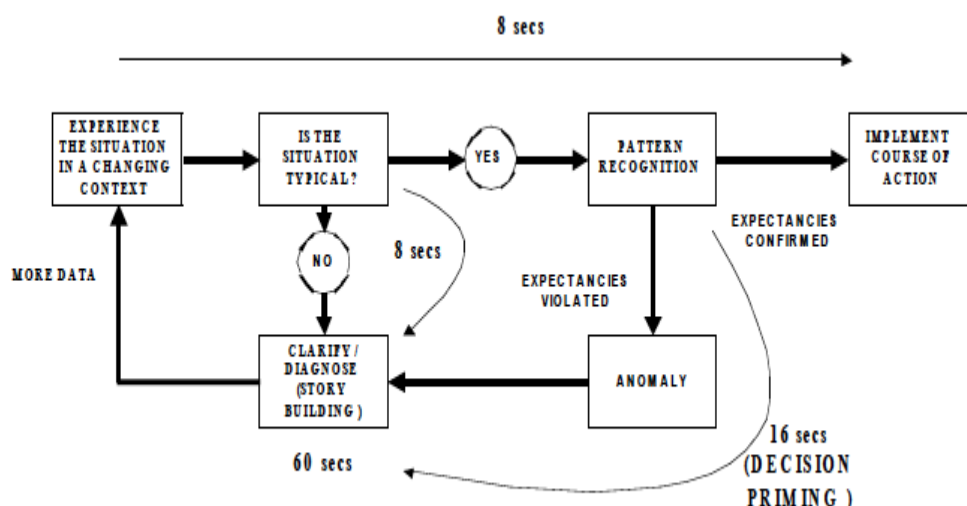 8 secs
EXPERIENCE
THE SITUATION
IN A CHANGING
CONTEXT
IS THE
SITUATION
TYPICAL?
YES
PATTERN
RECOGNITION
IMPLEMENT
COURSE OF
ACTION
EXPECTANCIES
CONFIRMED
NO
8 secs
MORE DATA
EXPECTANCIES
VIOLATED
CLARIFY /
DIAGNOSE
(STORY
BUILDING )
ANOMALY
60 secs
16 secs
(DECISION
PRIMING )